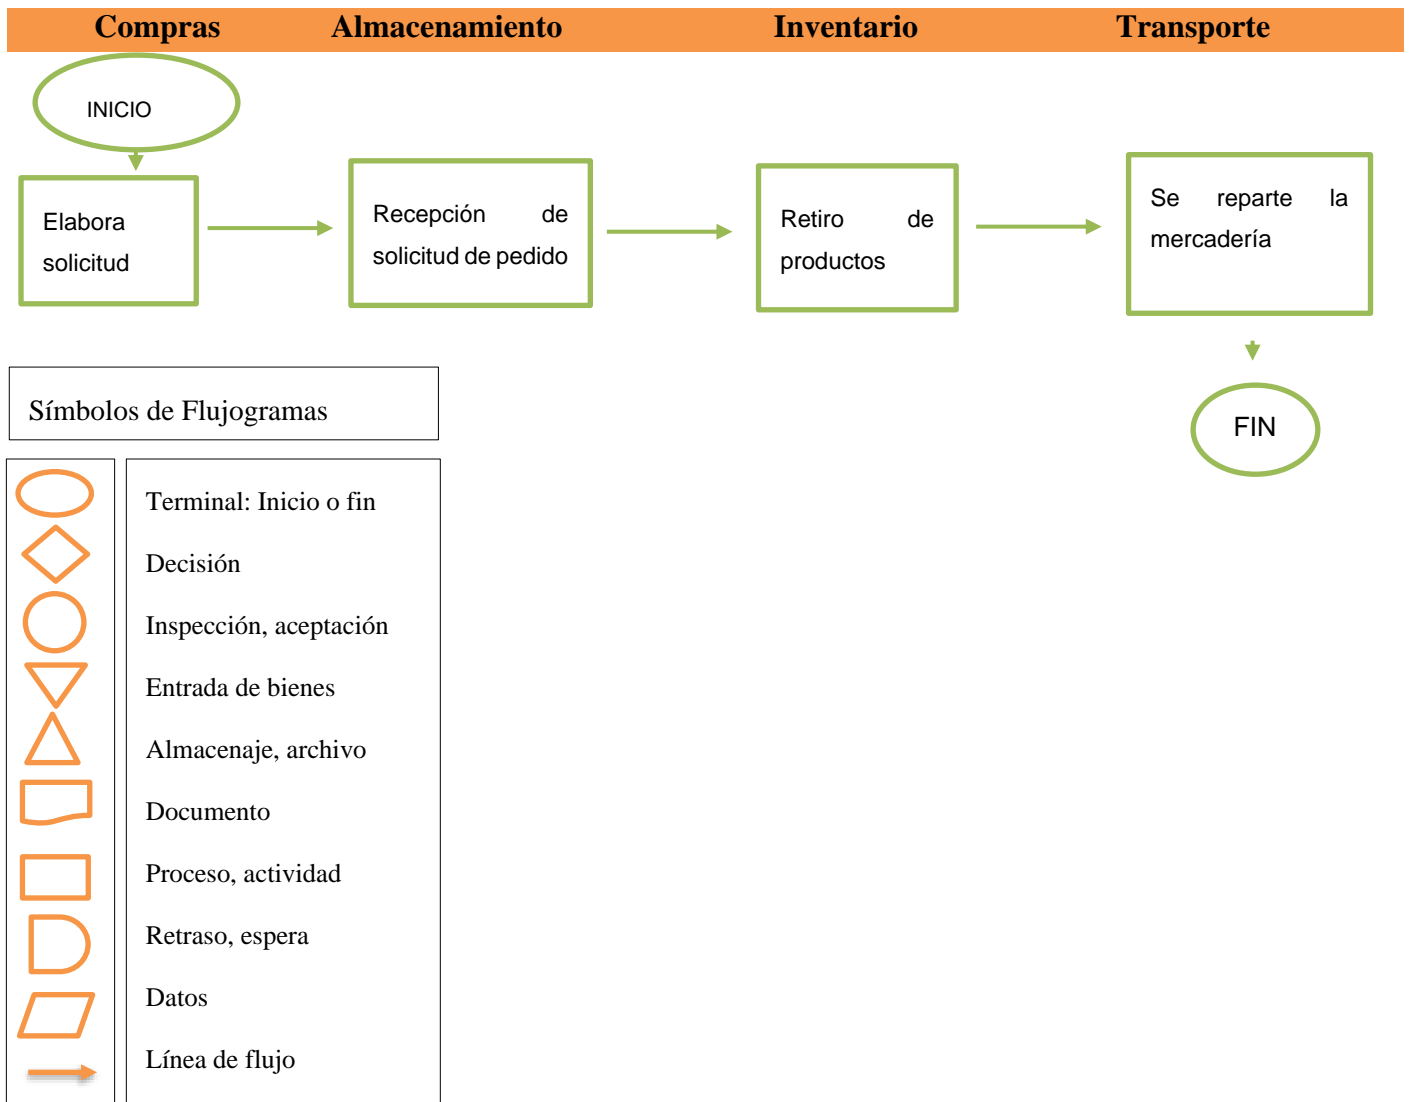 Compras Almacenamiento Inventario Transporte
INICIO
Elabora
solicitud
Recepción de
solicitud de pedido
Retiro de
productos
Se reparte la
mercadería
FIN
Símbolos de Flujogramas
Terminal: Inicio o fin
Decisión
Inspección, aceptación
Entrada de bienes
Almacenaje, archivo
Documento
Proceso, actividad
Retraso, espera
Datos
Línea de flujo